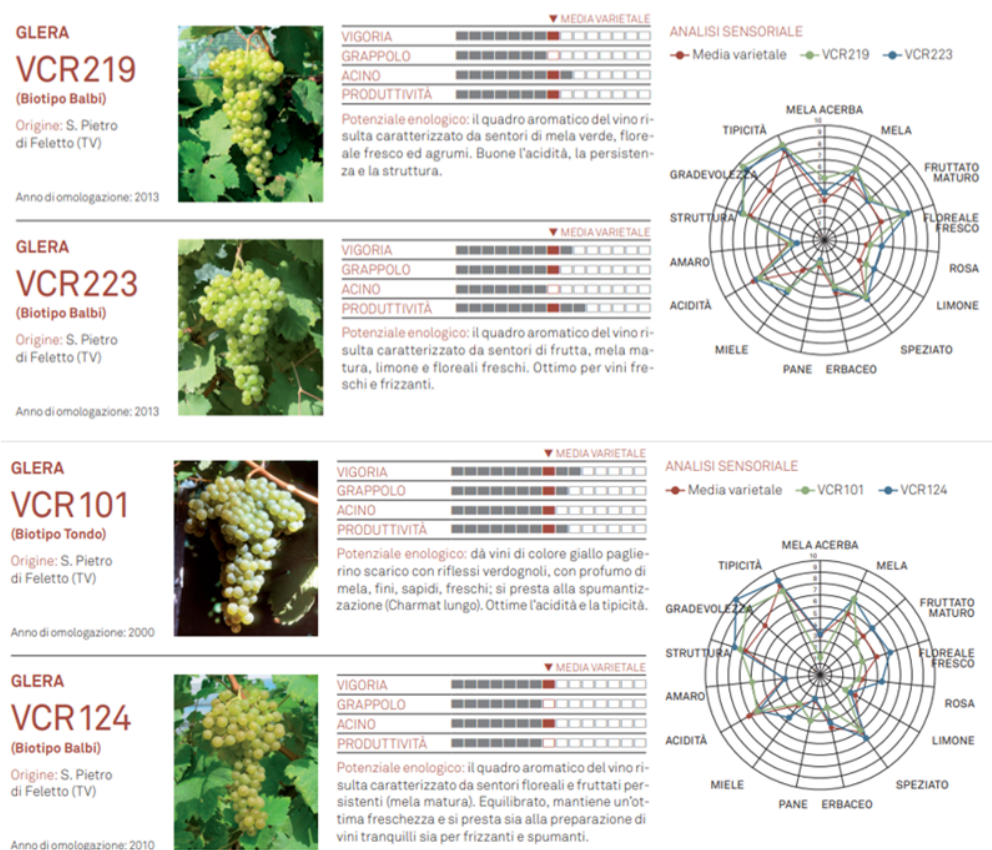 GLERA
VCR219
(Biotipo Balbi)
Origine: S. Pietro
di Feletto (TV)
Anno di omologazione: 2013
▼ MEDIA VARIETALE
VIGORIA
GRAPPOLO
ACINO
PRODUTTIVITÀ
Potenziale enologico: il quadro aromatico del vino ri-
sulta caratterizzato da sentori di mela verde, flore-
ale fresco ed agrumi. Buone l'acidità, la persisten-
za e la struttura.
GLERA
VCR223
(Biotipo Balbi)
Origine: S. Pietro
di Feletto (TV)
Anno di omologazione: 2013
▼ MEDIA VARIETALE
VIGORIA
GRAPPOLO
ACINO
PRODUTTIVITÀ
Potenziale enologico: il quadro aromatico del vino ri-
sulta caratterizzato da sentori di frutta, mela ma-
tura, limone e floreali freschi. Ottimo per vini fre-
schi e frizzanti.
ANALISI SENSORIALE
Media varietale VCR219 VCR223
MELA ACERBA
MELA
FRUTTATO
MATURO
FLOREALE
FRESCO
ROSA
LIMONE
SPEZIATO
ERBACEO
PANE
MIELE
ACIDITÀ
AMARO
STRUTTURA
GRADEVOLEZZA
TIPICITÀ
GLERA
VCR101
(Biotipo Tondo)
Origine: S. Pietro
di Feletto (TV)
Anno di omologazione: 2000
▼ MEDIA VARIETALE
VIGORIA
GRAPPOLO
ACINO
PRODUTTIVITÀ
Potenziale enologico: dà vini di colore giallo paglie-
rino scarico con riflessi verdognoli, con profumo di
mela, fini, sapidi, freschi; si presta alla spumantiz-
zazione (Charmat lungo). Ottime l'acidità e la tipicità.
GLERA
VCR124
(Biotipo Balbi)
Origine: S. Pietro
di Feletto (TV)
Anno di omologazione: 2010
▼ MEDIA VARIETALE
VIGORIA
GRAPPOLO
ACINO
PRODUTTIVITÀ
Potenziale enologico: il quadro aromatico del vino ri-
sulta caratterizzato da sentori floreali e fruttati per-
sistenti (mela matura). Equilibrato, mantiene un'ot-
tima freschezza e si presta sia alla preparazione di
vini tranquilli sia per frizzanti e spumanti.
ANALISI SENSORIALE
Media varietale VCR101 VCR124
MELA ACERBA
MELA
FRUTTATO
MATURO
FLOREALE
FRESCO
ROSA
LIMONE
SPEZIATO
ERBACEO
PANE
MIELE
ACIDITÀ
AMARO
STRUTTURA
GRADEVOLEZZA
TIPICITÀ